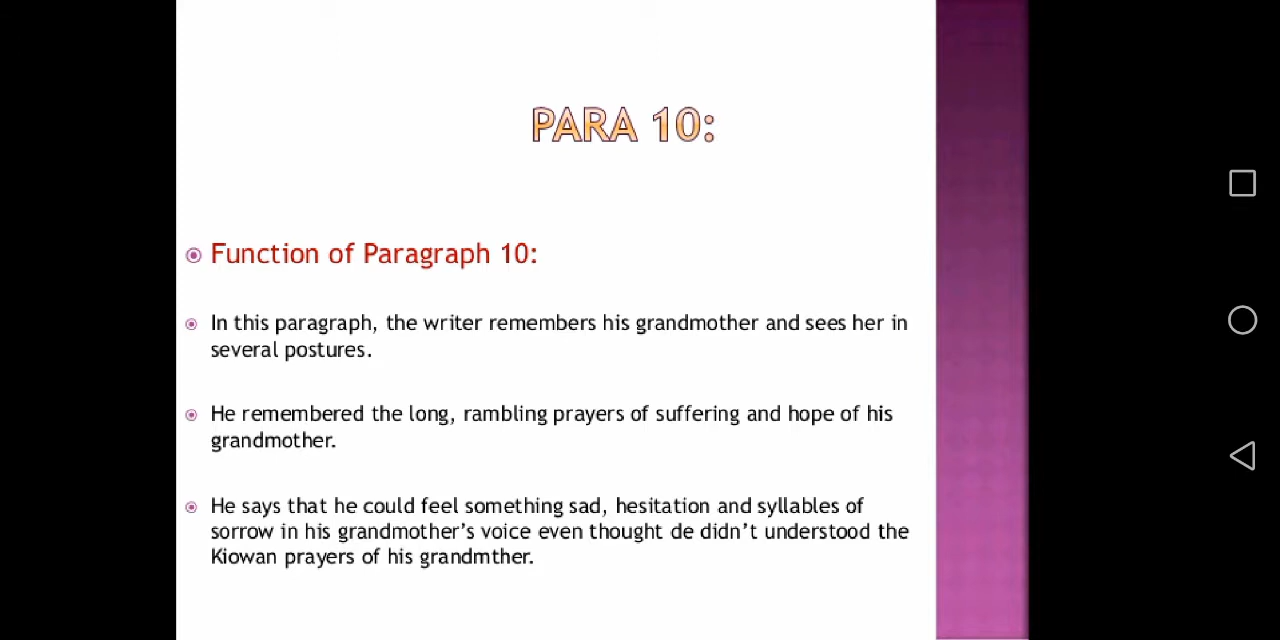 PARA 10:
Function of Paragraph 10:
In this paragraph, the writer remembers his grandmother and sees her in
several postures.
He remembered the long, rambling prayers of suffering and hope of his
grandmother.
He says that he could feel something sad, hesitation and syllables of
sorrow in his grandmother's voice even thought de didn't understood the
Kiowan prayers of his grandmther.